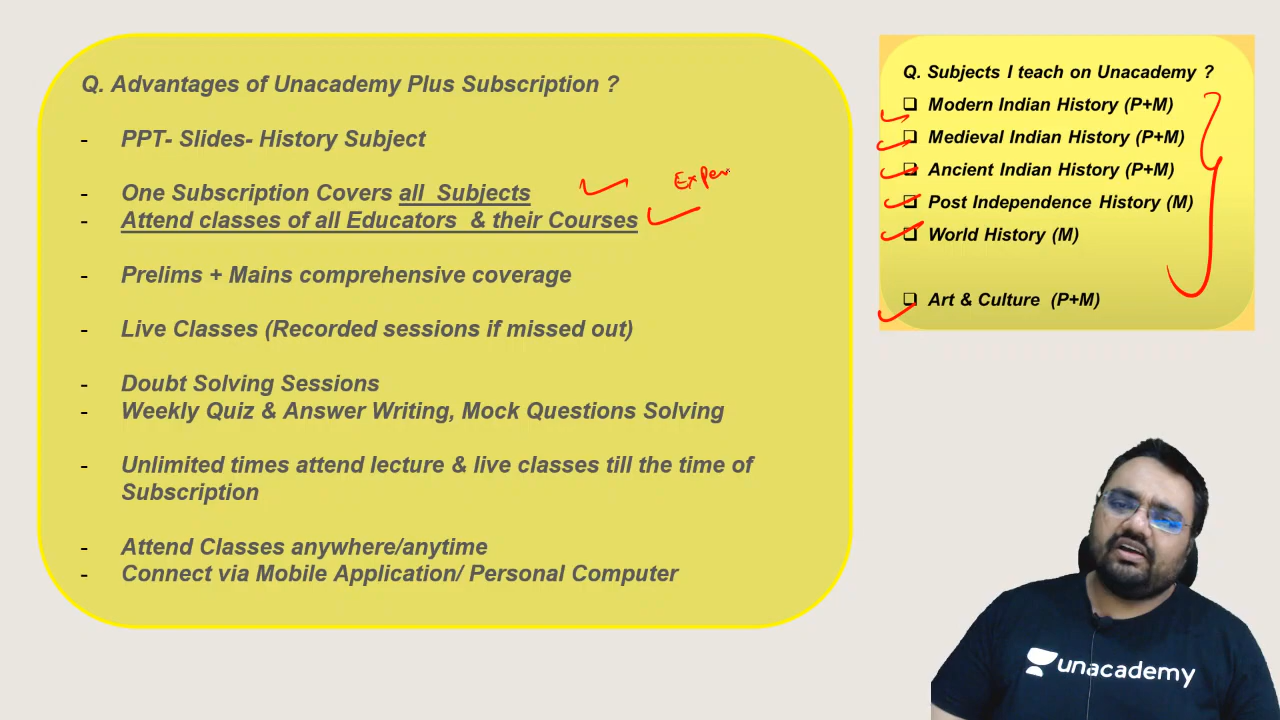 Q. Advantages of Unacademy Plus Subscription ?
- PPT- Slides- History Subject
- One Subscription Covers all Subjects
- Attend classes of all Educators & their Courses
- Prelims + Mains comprehensive coverage
- Live Classes (Recorded sessions if missed out)
- Doubt Solving Sessions
- Weekly Quiz & Answer Writing, Mock Questions Solving
- Unlimited times attend lecture & live classes till the time of
Subscription
- Attend Classes anywhere/anytime
- Connect via Mobile Application/ Personal Computer
Exper
Q. Subjects I teach on Unacademy ?
Modern Indian History (P+M)
Medieval Indian History (P+M)
Ancient Indian History (P+M)
Post Independence History (M)
World History (M)
Art & Culture (P+M)
unacademy